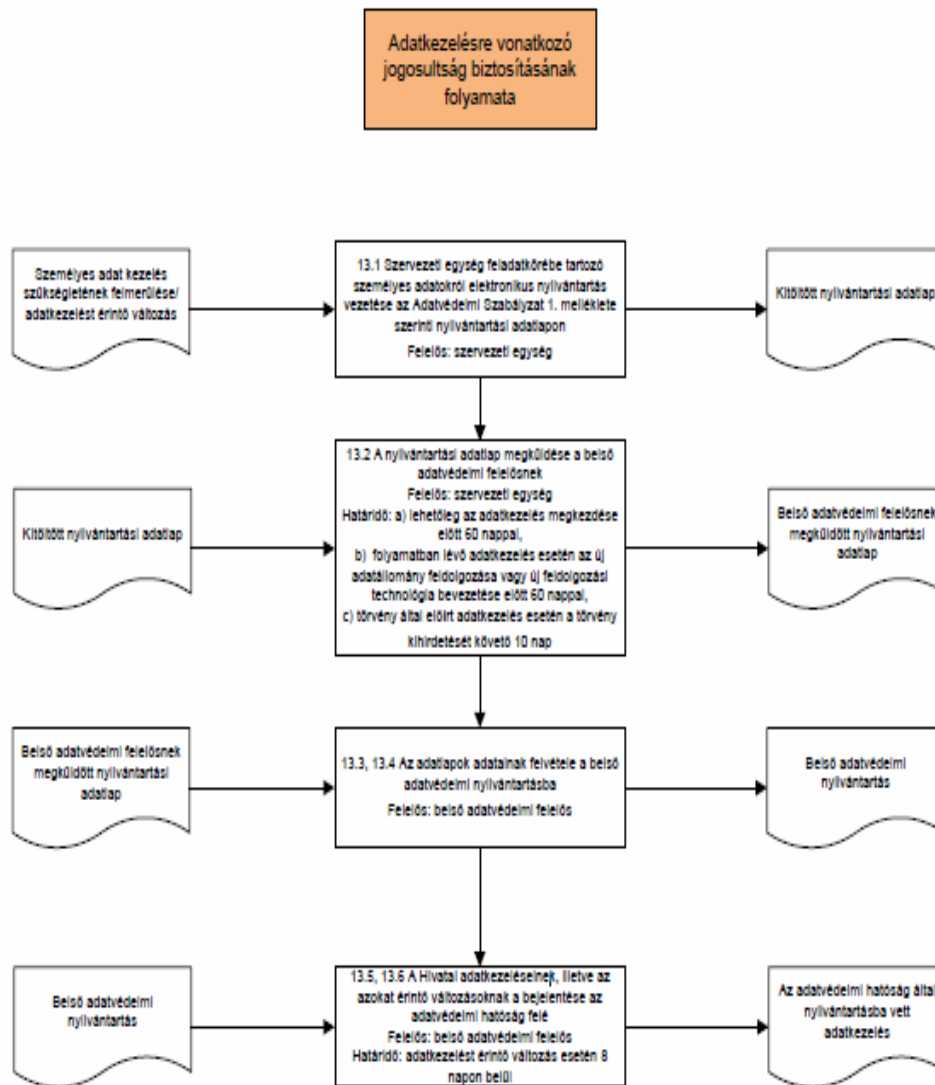 Adatkezelésre vonatkozó
jogosultság biztosításának
folyamata
Személyes adat kezelés
szükségletének felmerülése/
adatkezelést érintő változás
13.1 Szervezeti egység feladatkörébe tartozó
személyes adatokról elektronikus nyilvántartás
vezetése az Adatvédelmi Szabályzat 1. melléklete
szerinti nyilvántartási adatlapon
Felelős: szervezeti egység
Kitöltött nyilvántartási adatlap
Kitöltött nyilvántartási adatlap
13.2 A nyilvántartási adatlap megküldése a belső
adatvédelmi felelősnek
Felelős: szervezeti egység
Határidő: a) lehetőleg az adatkezelés megkezdése
előtt 60 nappal,
b) folyamatban lévő adatkezelés esetén az új
adatállomány feldolgozása vagy új feldolgozási
technológia bevezetése előtt 60 nappal,
c) törvény által előírt adatkezelés esetén a törvény
kihirdetését követő 10 nap
Belső adatvédelmi felelősnek
megküldött nyilvántartási
adatlap
Belső adatvédelmi felelősnek
megküldött nyilvántartási
adatlap
13.3, 13.4 Az adatlapok adatainak felvétele a belső
adatvédelmi nyilvántartásba
Felelős: belső adatvédelmi felelős
Belső adatvédelmi
nyilvántartás
Belső adatvédelmi
nyilvántartás
13.5, 13.6 A Hivatal adatkezeléseinek, illetve az
azokat érintő változásoknak a bejelentése az
adatvédelmi hatóság felé
Felelős: belső adatvédelmi felelős
Határidő: adatkezelést érintő változás esetén 8
napon belül
Az adatvédelmi hatóság által
nyilvántartásba vett
adatkezelés